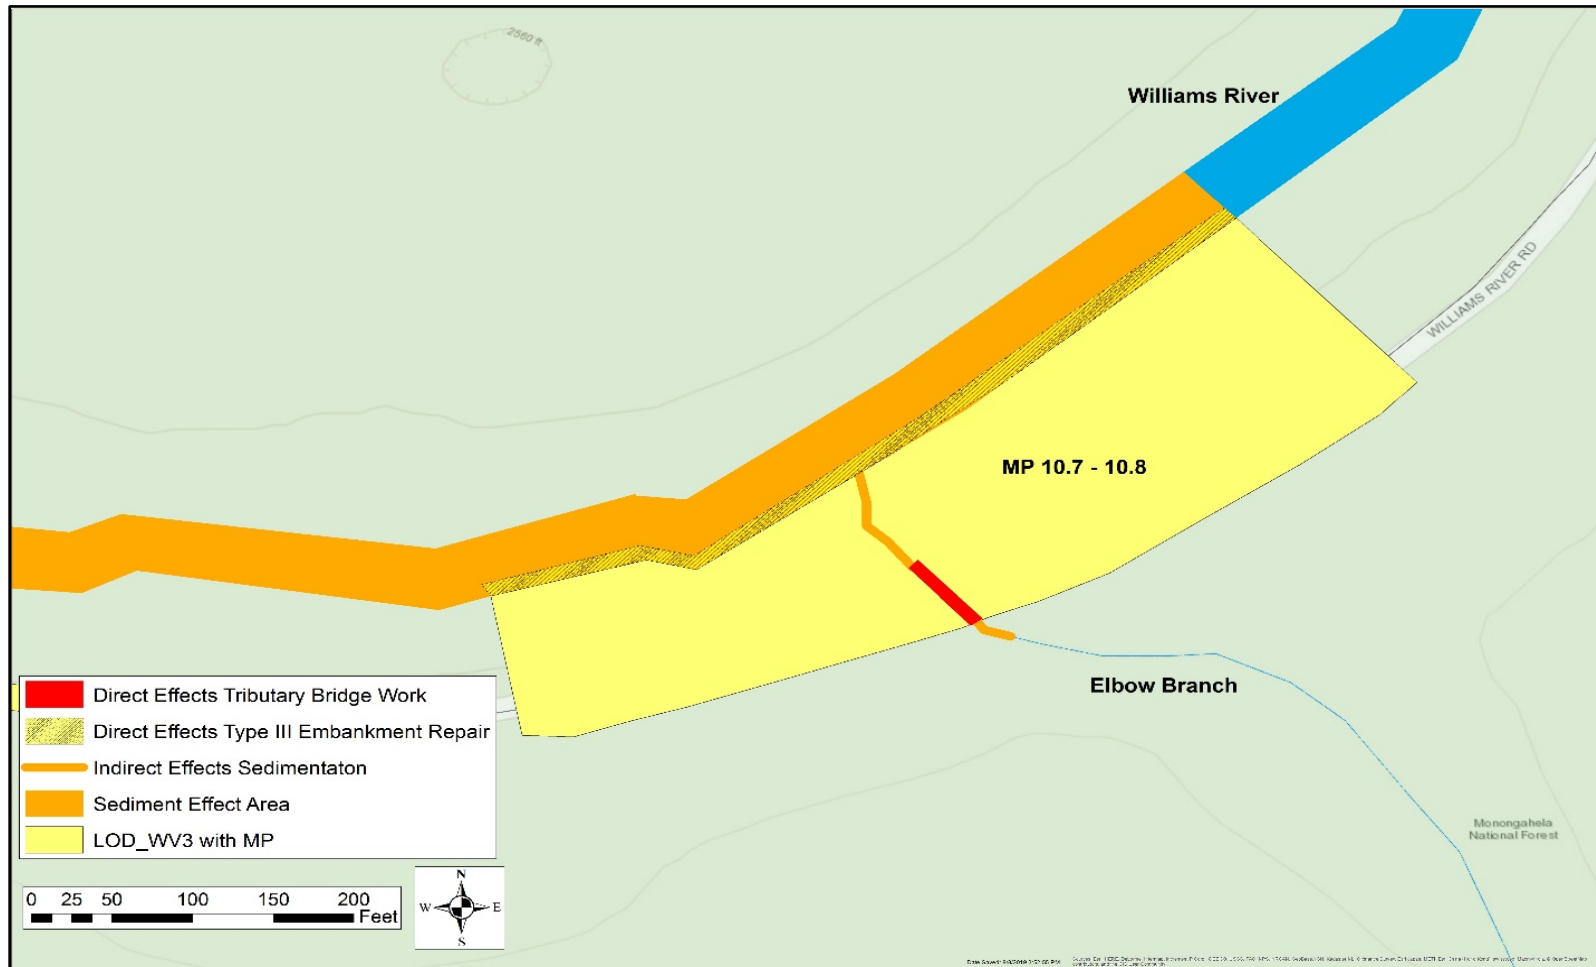 2560 ft
Williams River
WILLIAMS RIVER RD
MP 10.7 - 10.8
Elbow Branch
Direct Effects Tributary Bridge Work
Direct Effects Type III Embankment Repair
Indirect Effects Sedimentaton
Sediment Effect Area
LOD_WV3 with MP
Monongahela
National Forest
0 25 50 100 150 200
Feet
N
W E
S